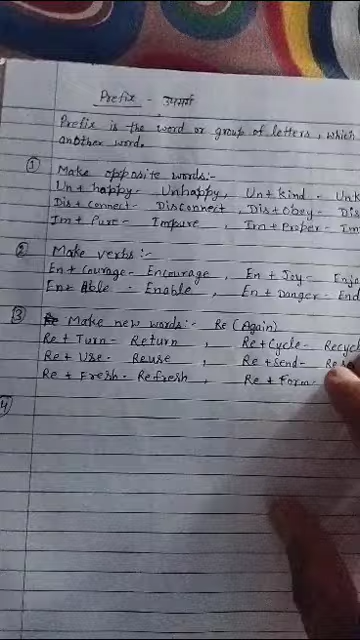 Prefix - उपसर्ग
Prefix is the word or group of letters, which
another word.
① Make opposite words:-
Un + happy - Unhappy, Un + kind - Unk
Dis + connect - Disconnect, Dis + obey - Dis
Im + Pure - Impure, Im + Proper - Im
② Make verbs:-
En + Courage - Encourage, En + Joy - Enjo
En + Able - Enable, En + Danger - End
③ Make new words:- Re (Again)
Re + Turn - Return, Re + Cycle - Recycl
Re + Use - Reuse, Re + Send - Rese
Re + Fresh - Refresh, Re + Form -
4